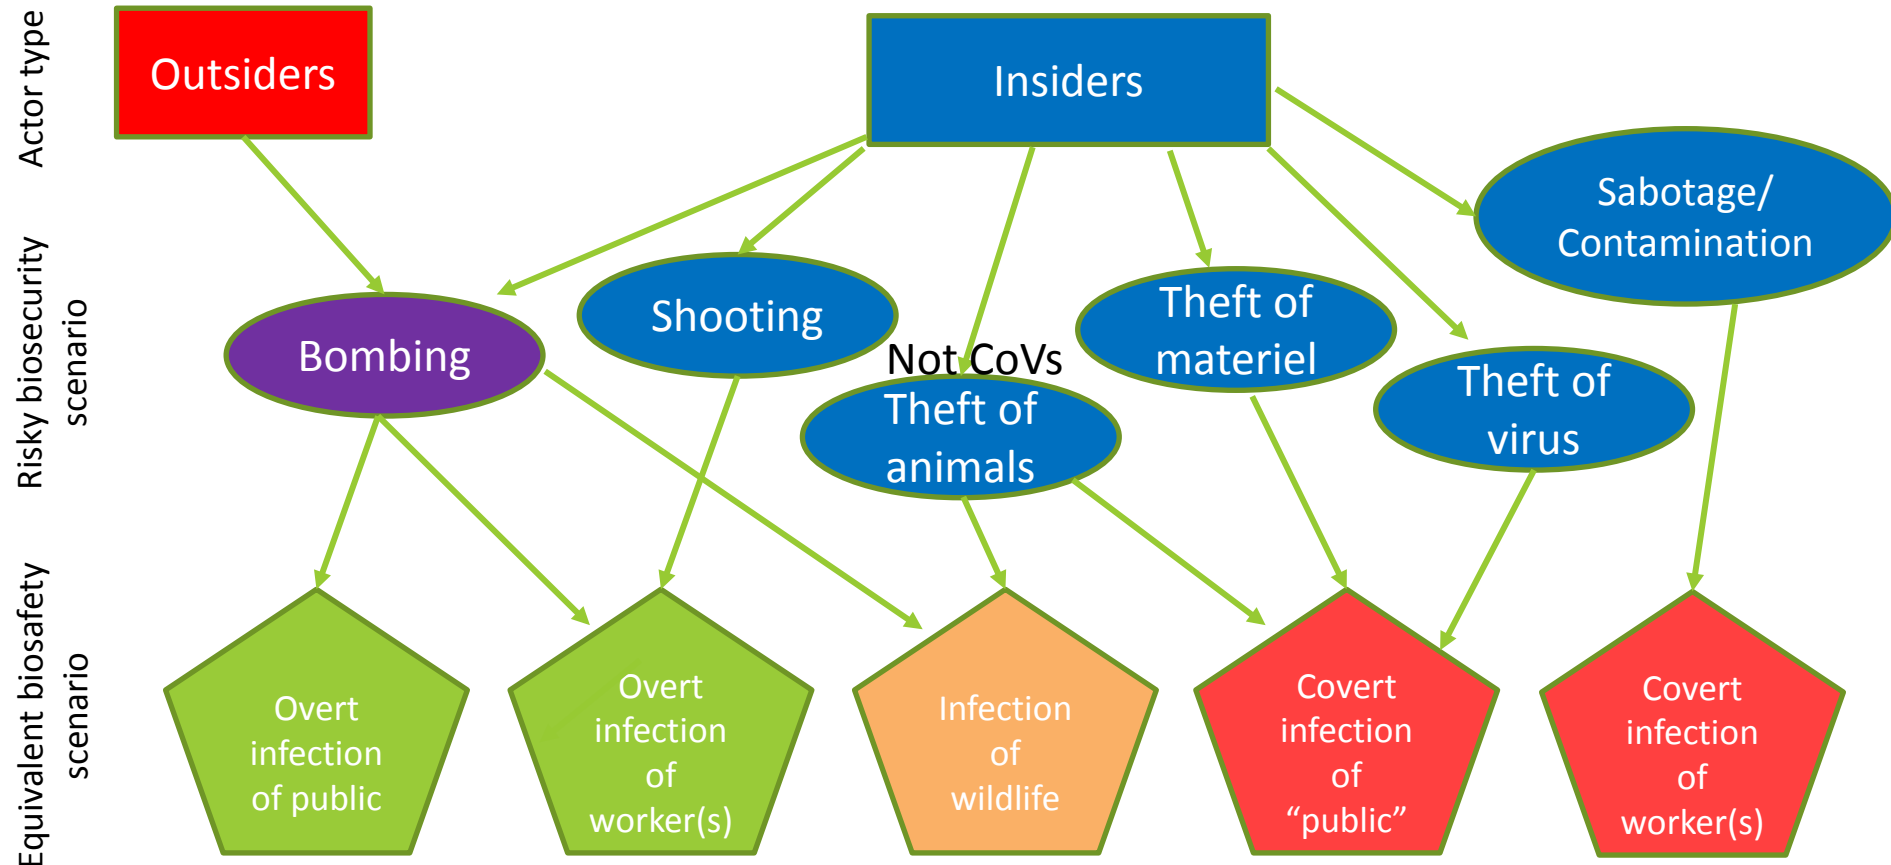 Actor type
Outsiders
Insiders
Risky biosecurity
scenario
Sabotage/
Contamination
Bombing
Shooting
Not CoVs
Theft of
animals
Theft of
materiel
Theft of
virus
Equivalent biosafety
scenario
Overt
infection
of public
Overt
infection
of
worker(s)
Infection
of
wildlife
Covert
infection
of
“public”
Covert
infection
of
worker(s)